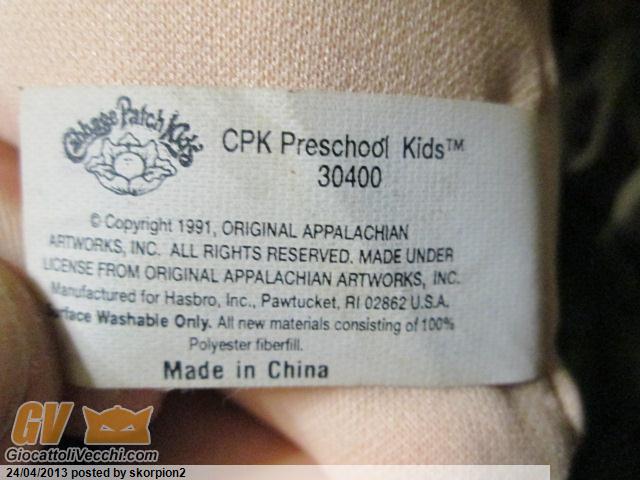 Cabbage Patch Kids
CPK Preschool Kids™
30400
© Copyright 1991, ORIGINAL APPALACHIAN
ARTWORKS, INC. ALL RIGHTS RESERVED. MADE UNDER
LICENSE FROM ORIGINAL APPALACHIAN ARTWORKS, INC.
Manufactured for Hasbro, Inc., Pawtucket, RI 02862 U.S.A.
Surface Washable Only. All new materials consisting of 100%
Polyester fiberfill.
Made in China
GV
GiocattoliVecchi.com
24/04/2013 posted by skorpion2